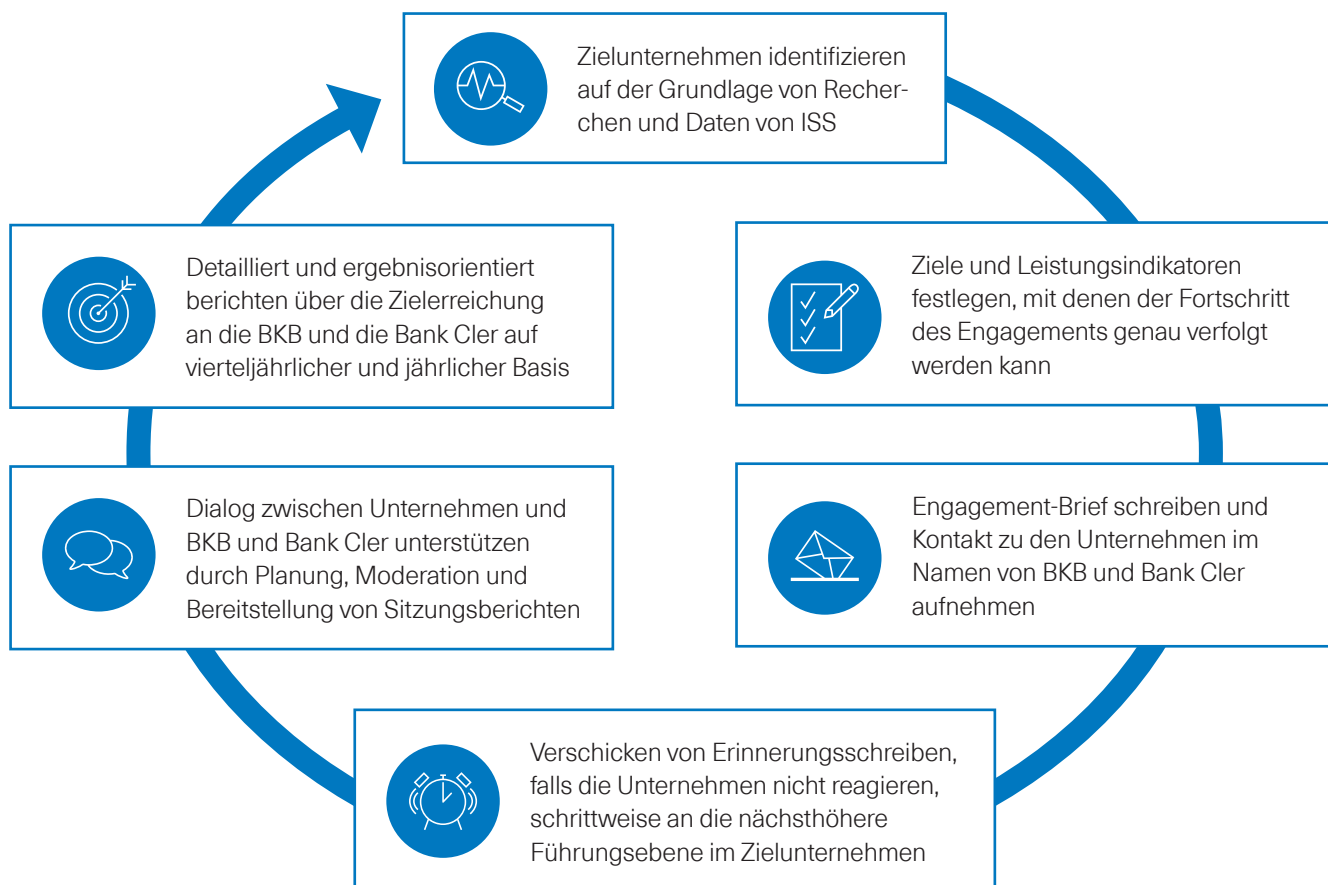 Zielunternehmen identifizieren
auf der Grundlage von Recher-
chen und Daten von ISS
Ziele und Leistungsindikatoren
festlegen, mit denen der Fortschritt
des Engagements genau verfolgt
werden kann
Engagement-Brief schreiben und
Kontakt zu den Unternehmen im
Namen von BKB und Bank Cler
aufnehmen
Verschicken von Erinnerungsschreiben,
falls die Unternehmen nicht reagieren,
schrittweise an die nächsthöhere
Führungsebene im Zielunternehmen
Dialog zwischen Unternehmen und
BKB und Bank Cler unterstützen
durch Planung, Moderation und
Bereitstellung von Sitzungsberichten
Detailliert und ergebnisorientiert
berichten über die Zielerreichung
an die BKB und die Bank Cler auf
vierteljährlicher und jährlicher Basis